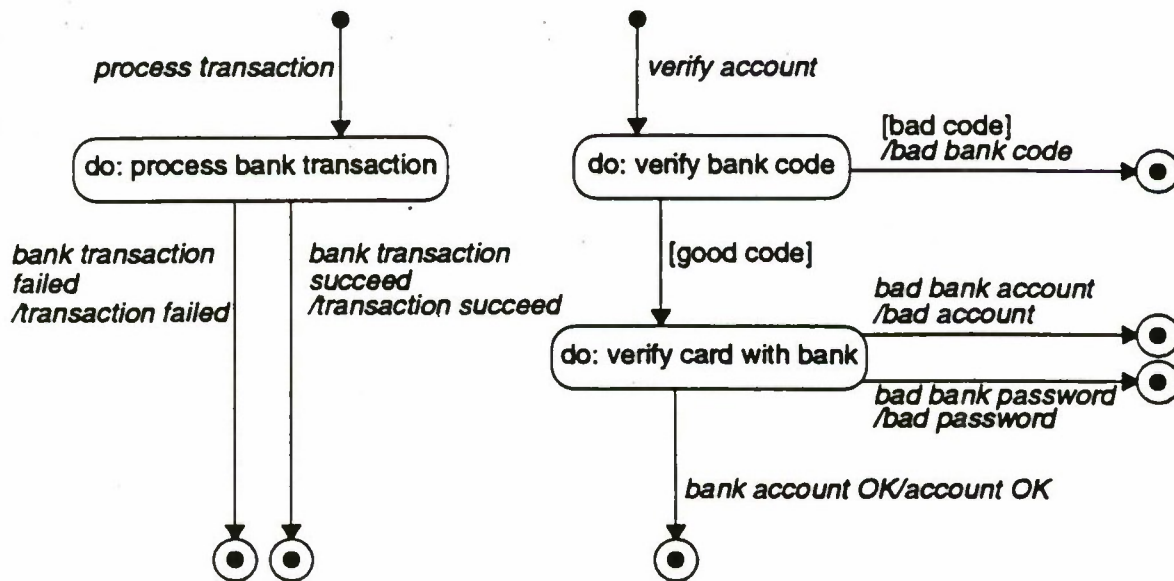 process transaction
do: process bank transaction
bank transaction
failed
/transaction failed
bank transaction
succeed
/transaction succeed
verify account
do: verify bank code
[bad code]
/bad bank code
[good code]
do: verify card with bank
bad bank account
/bad account
bad bank password
/bad password
bank account OK/account OK